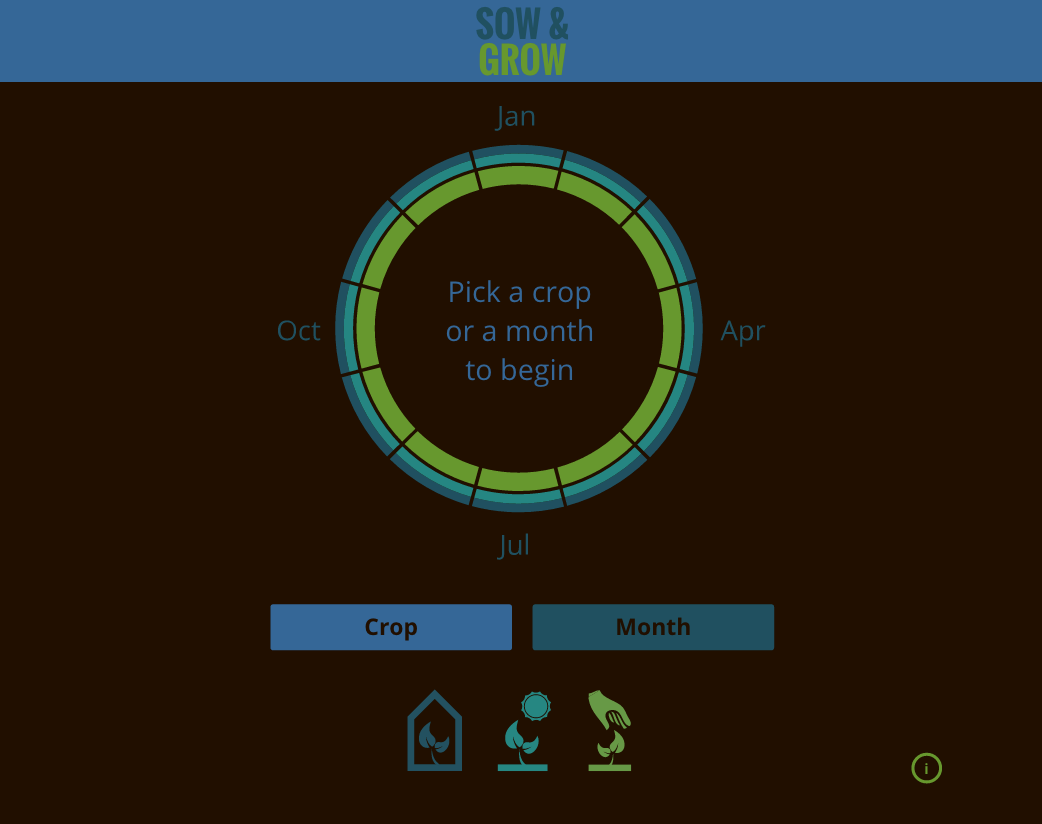 SOW &
GROW
Jan
Pick a crop
or a month
to begin
Oct
Apr
Jul
Crop
Month
i